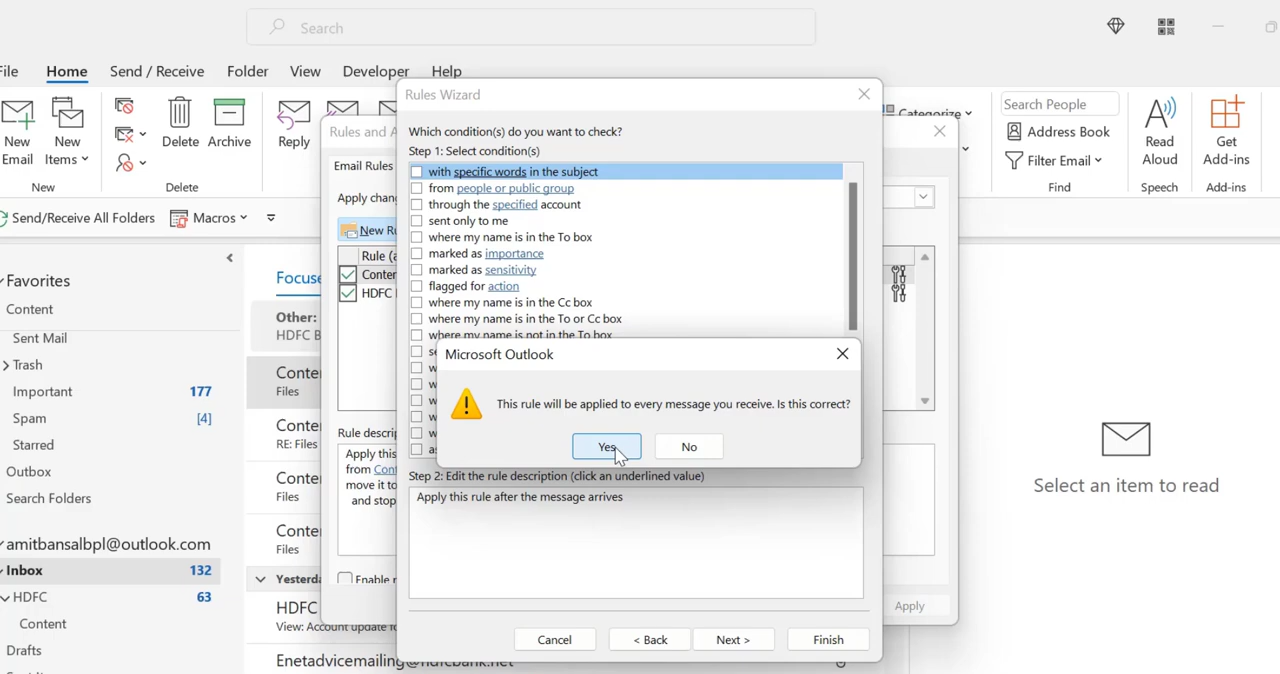 Search
File Home Send / Receive Folder View Developer Help
New Email
New Items
Delete
Archive
Reply
New
Delete
Categorize
Search People
Address Book
Filter Email
Find
Read Aloud
Speech
Get Add-ins
Add-ins
Send/Receive All Folders
Macros
Favorites
Content
Sent Mail
Trash
Important 177
Spam [4]
Starred
Outbox
Search Folders
amitbansalbpl@outlook.com
Inbox 132
HDFC 63
Content
Drafts
Other:
HDFC B
Files
RE: Files
Files
Files
HDFC
View: Account update fo
Enetadvicemailing@hdfcbank.net
Rules and A
Email Rules
Apply chan
New Ru
Rule (a
Conten
HDFC
Rule descrip
Apply this
from Con
move it to
and stop
Enable r
Apply
Rules Wizard
Which condition(s) do you want to check?
Step 1: Select condition(s)
with specific words in the subject
from people or public group
through the specified account
sent only to me
where my name is in the To box
marked as importance
marked as sensitivity
flagged for action
where my name is in the Cc box
where my name is in the To or Cc box
where my name is not in the To box
Microsoft Outlook
This rule will be applied to every message you receive. Is this correct?
Yes No
Step 2: Edit the rule description (click an underlined value)
Apply this rule after the message arrives
Cancel < Back Next > Finish
Select an item to read